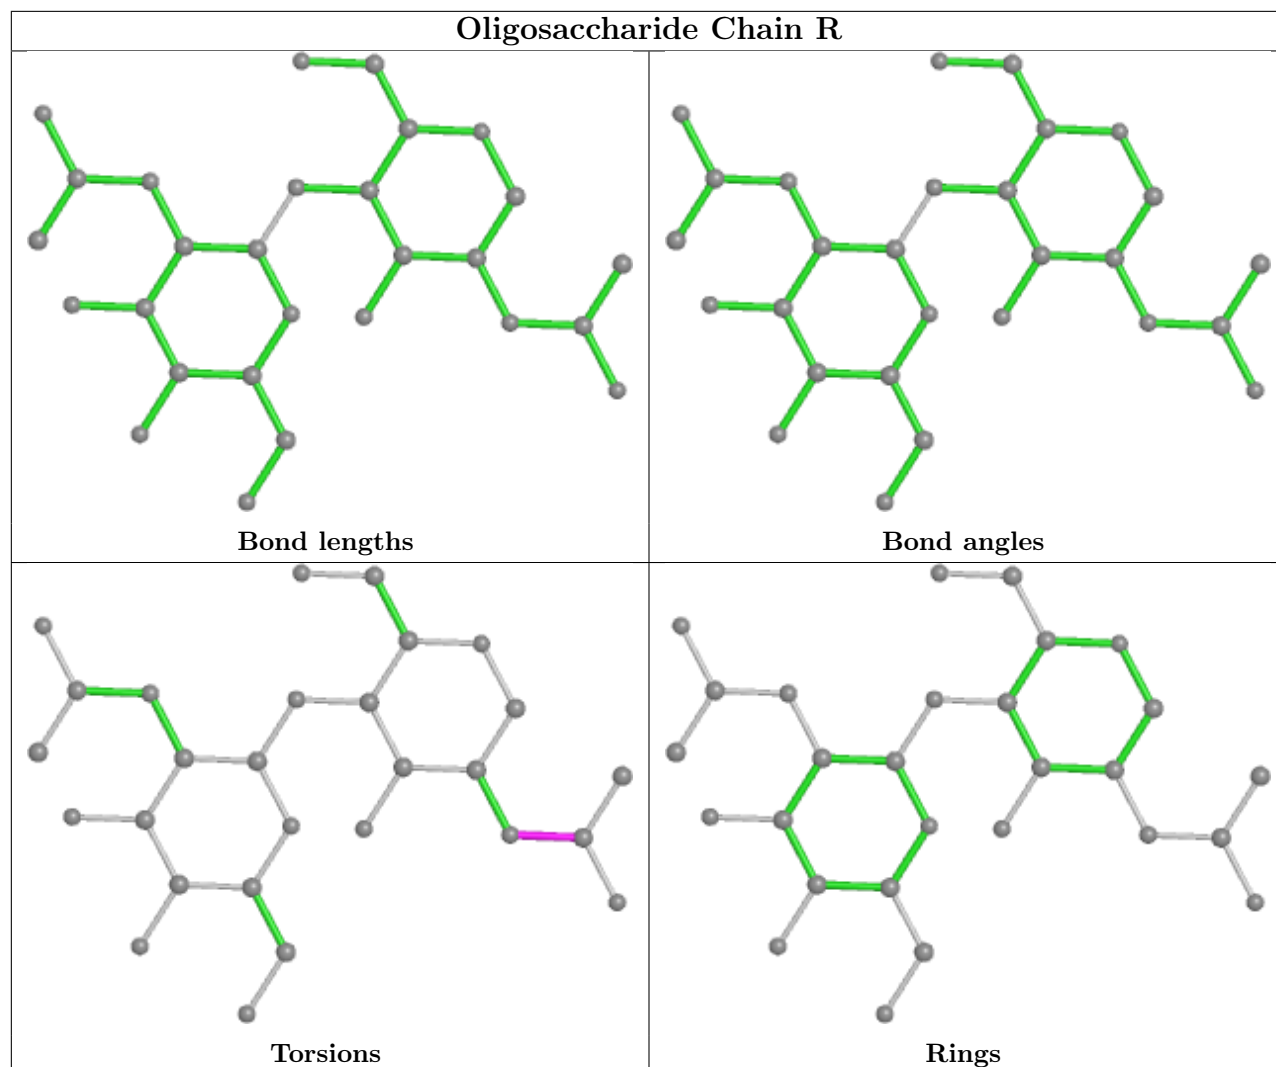 Oligosaccharide Chain R
Bond lengths
Bond angles
Torsions
Rings